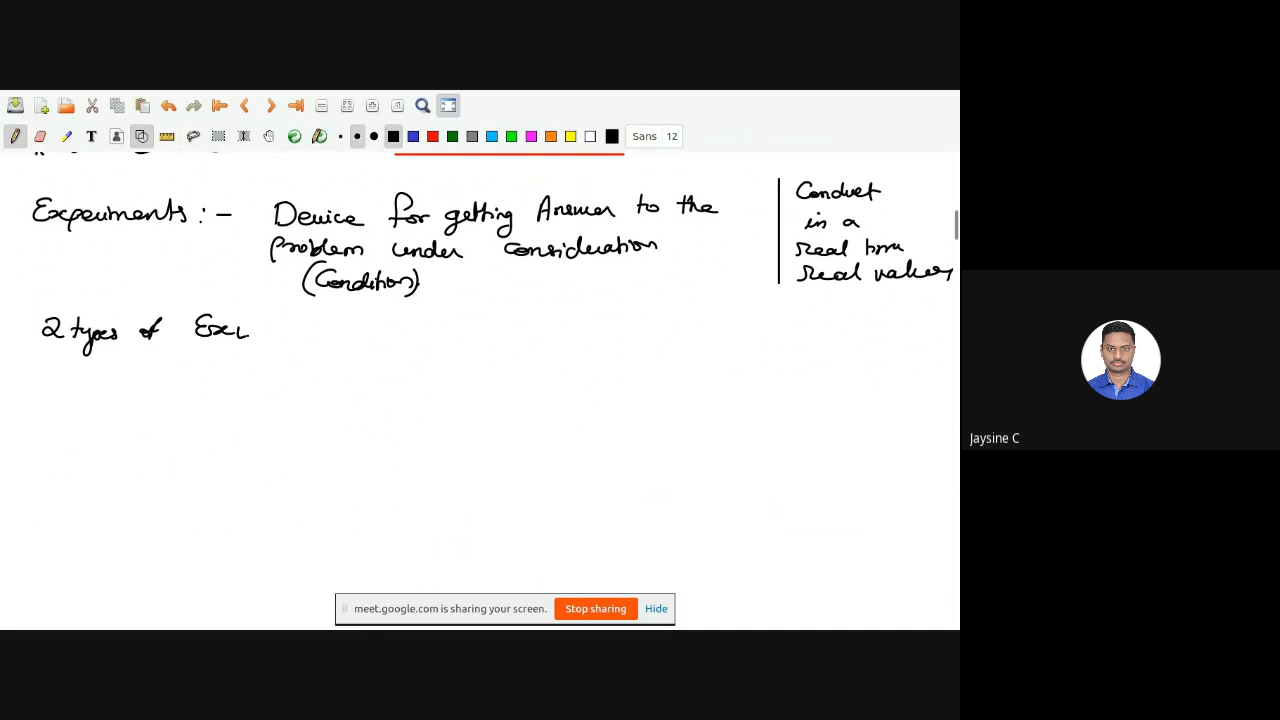 Sans 12
Experiments :- Device for getting Answer to the
problem under consideration
(Condition).
Conduct
in a
real time
real values
2 types of Exp
meet.google.com is sharing your screen. Stop sharing Hide
Jaysine C